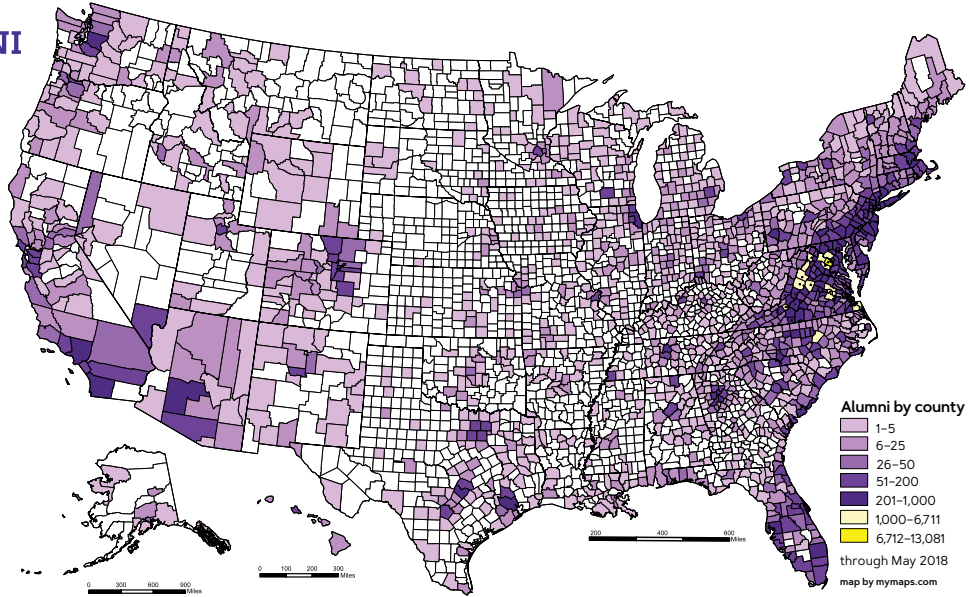 NI
Alumni by county
1–5
6–25
26–50
51–200
201–1,000
1,000–6,711
6,712–13,081
through May 2018
map by mymaps.com
200 400 600
Miles
0 100 200 300
Miles
0 300 600 900
Miles